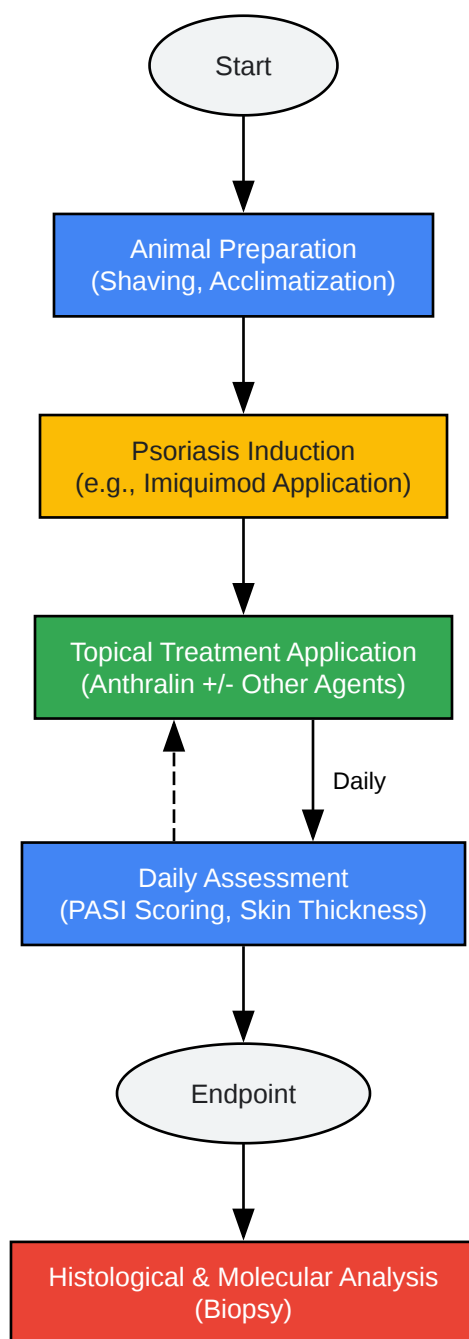 Start
Animal Preparation
(Shaving, Acclimatization)
Psoriasis Induction
(e.g., Imiquimod Application)
Topical Treatment Application
(Anthralin +/- Other Agents)
Daily
Daily Assessment
(PASI Scoring, Skin Thickness)
Endpoint
Histological & Molecular Analysis
(Biopsy)